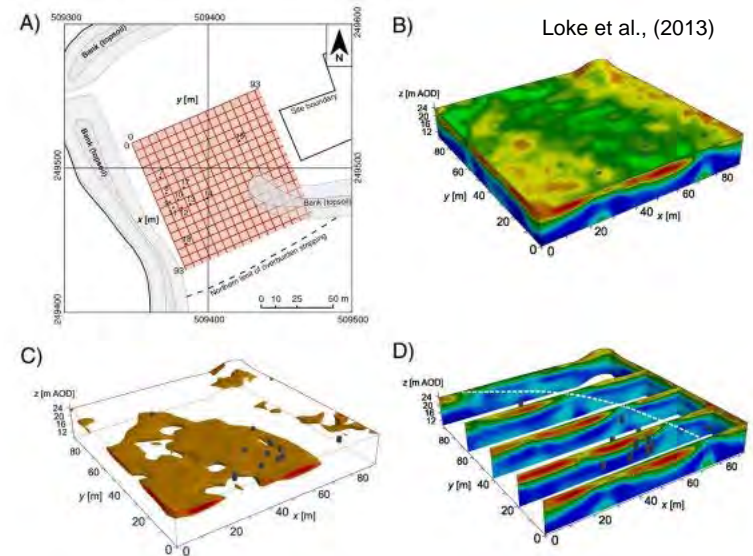 A)
509300
509400
249600
N
Bank (topsoil)
y [m]
93
0
0
Site boundary
249500
Bank (topsoil)
x [m]
Bank (topsoil)
93
Northern limit of overburden stripping
0 10 25 50 m
249400
509400
509500
B)
Loke et al., (2013)
z [m AOD]
24
20
16
12
80
60
y [m]
40
20
0
0
20
40
x [m]
60
80
C)
z [m AOD]
24
20
16
12
80
60
y [m]
40
20
0
0
20
40
x [m]
60
80
D)
z [m AOD]
24
20
16
12
80
60
y [m]
40
20
0
0
20
40
x [m]
60
80